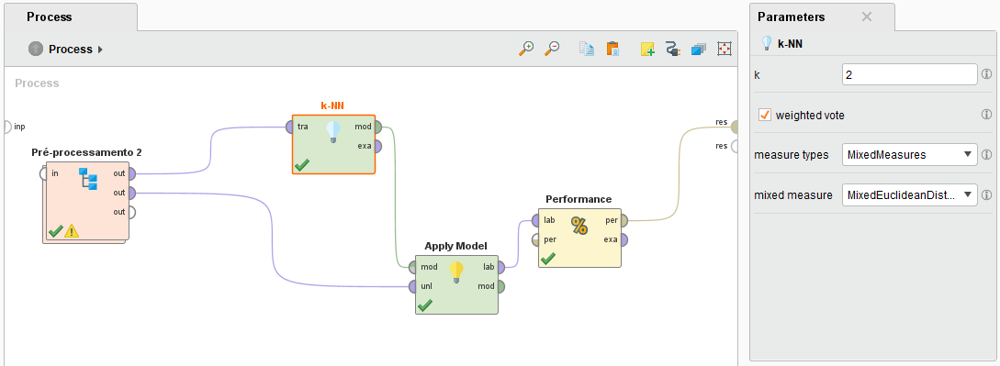 Process
Process
Process
inp
k-NN
tra
mod
exa
Pré-processamento 2
in
out
out
out
Apply Model
mod
unl
lab
mod
Performance
%
lab
per
per
exa
res
res
Parameters
k-NN
k
2
weighted vote
measure types
MixedMeasures
mixed measure
MixedEuclideanDist...